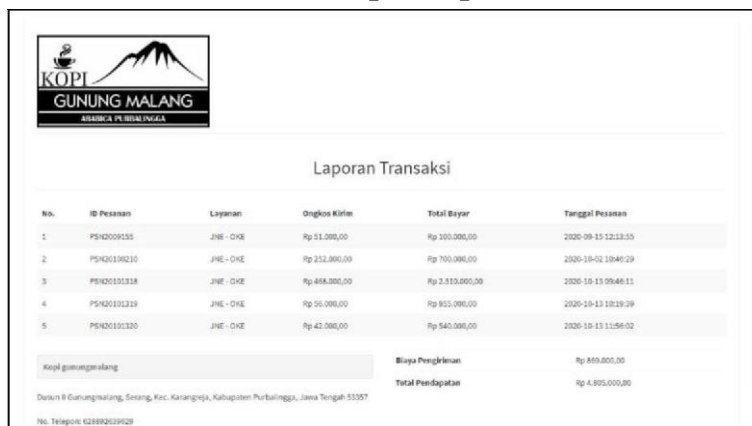 KOPI
GUNUNG MALANG
ARABICA PURBALINGGA
Laporan Transaksi
No. ID Pesanan Layanan Ongkos Kirim Total Bayar Tanggal Pesanan
1 PSN2009155 JNE - OKE Rp 51.000,00 Rp 100.000,00 2020-09-15 12:13:55
2 PSN20100210 JNE - OKE Rp 252.000,00 Rp 700.000,00 2020-10-02 10:46:29
3 PSN20101318 JNE - OKE Rp 468.000,00 Rp 2.510.000,00 2020-10-13 09:46:11
4 PSN20101319 JNE - OKE Rp 56.000,00 Rp 955.000,00 2020-10-13 10:19:39
5 PSN20101320 JNE - OKE Rp 42.000,00 Rp 540.000,00 2020-10-13 11:56:02
Kopi gunungmalang
Biaya Pengiriman Rp 869.000,00
Total Pendapatan Rp 4.805.000,00
Dusun II Gunungmalang, Serang, Kec. Karangreja, Kabupaten Purbalingga, Jawa Tengah 53357
No. Telepon: